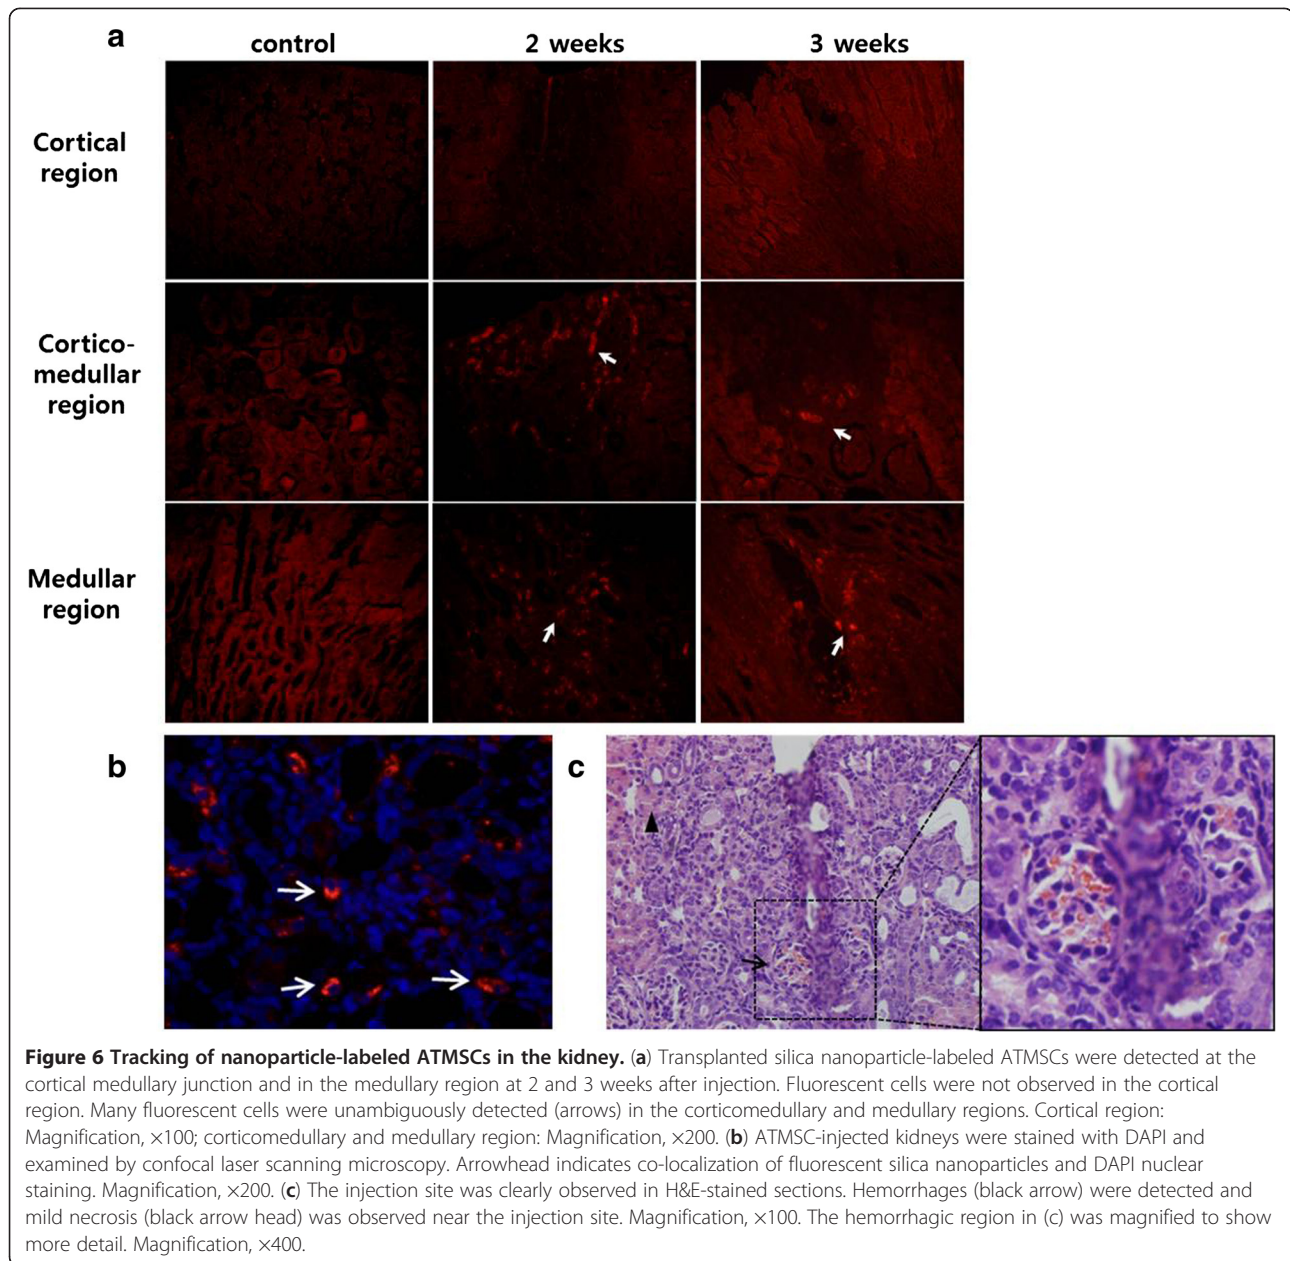 a
control
2 weeks
3 weeks
Cortical
region
Cortico-
medullar
region
Medullar
region
b
c
Figure 6 Tracking of nanoparticle-labeled ATMSCs in the kidney. (a) Transplanted silica nanoparticle-labeled ATMSCs were detected at the
cortical medullary junction and in the medullary region at 2 and 3 weeks after injection. Fluorescent cells were not observed in the cortical
region. Many fluorescent cells were unambiguously detected (arrows) in the corticomedullary and medullary regions. Cortical region:
Magnification, ×100; corticomedullary and medullary region: Magnification, ×200. (b) ATMSC-injected kidneys were stained with DAPI and
examined by confocal laser scanning microscopy. Arrowhead indicates co-localization of fluorescent silica nanoparticles and DAPI nuclear
staining. Magnification, ×200. (c) The injection site was clearly observed in H&E-stained sections. Hemorrhages (black arrow) were detected and
mild necrosis (black arrow head) was observed near the injection site. Magnification, ×100. The hemorrhagic region in (c) was magnified to show
more detail. Magnification, ×400.